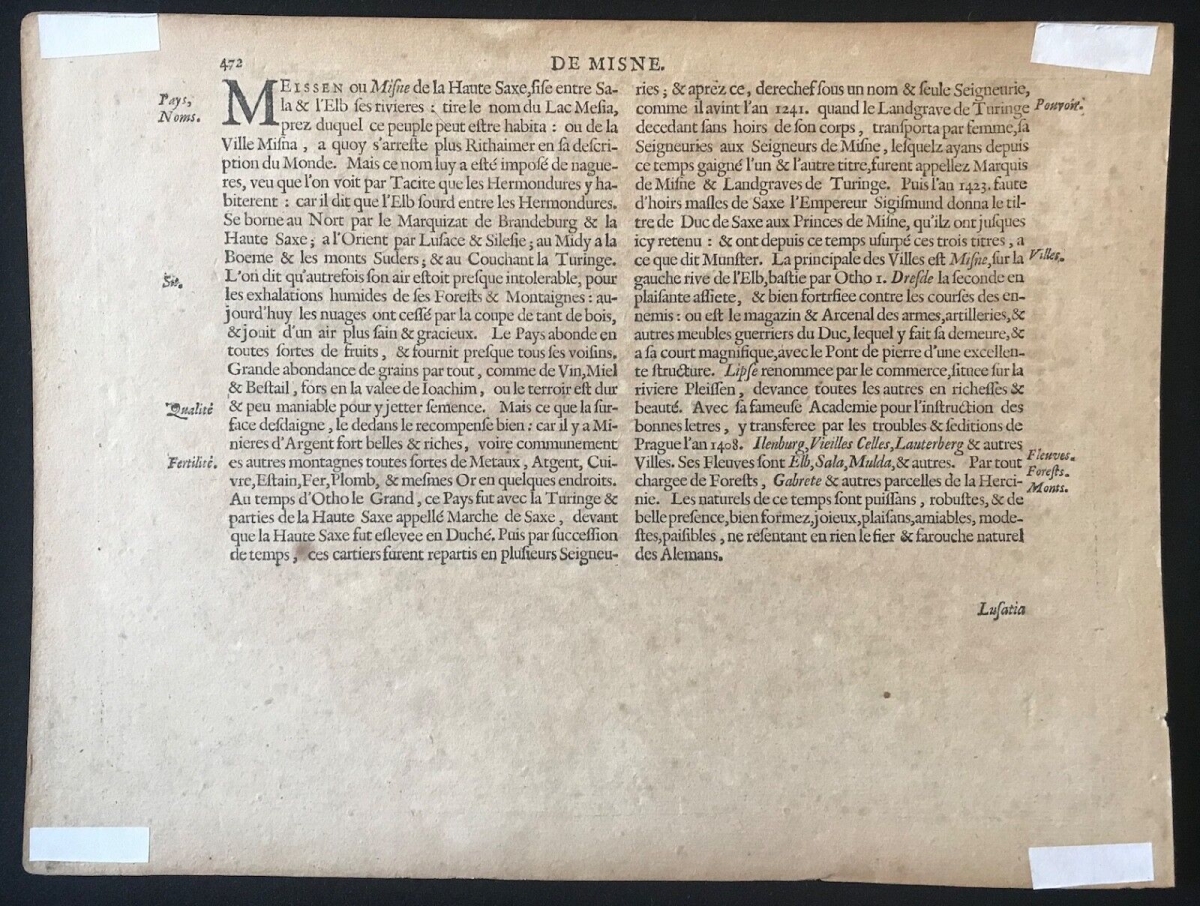 472
DE MISNE.
Pays,
Noms.
MEISSEN ou Miſne de la Haute Saxe, ſiſe entre Sa-
la & l'Elb ſes rivieres : tire le nom du Lac Meſia,
prez duquel ce peuple peut eſtre habita : ou de la
Ville Miſna , a quoy s'arreſte plus Rithaimer en ſa deſcri-
ption du Monde. Mais ce nom luy a eſté impoſé de nague-
res, veu que l'on voit par Tacite que les Hermondures y ha-
biterent : car il dit que l'Elb ſourd entre les Hermondures.
Se borne au Nort par le Marquizat de Brandeburg & la
Haute Saxe ; a l'Orient par Luſace & Sileſie ; au Midy a la
Boeme & les monts Suders ; & au Couchant la Turinge.
Sit.
L'on dit qu'autrefois ſon air eſtoit preſque intolerable, pour
les exhalations humides de ſes Foreſts & Montaignes : au-
jourd'huy les nuages ont ceſſé par la coupe de tant de bois,
& jouit d'un air plus ſain & gracieux. Le Pays abonde en
toutes ſortes de fruits , & fournit preſque tous ſes voiſins.
Grande abondance de grains par tout , comme de Vin, Miel
& Beſtail , fors en la valee de Ioachim , ou le terroir eſt dur
Qualité
& peu maniable pour y jetter ſemence. Mais ce que la ſur-
face deſdaigne , le dedans le recompenſe bien : car il y a Mi-
nieres d'Argent fort belles & riches , voire communement
Fertilité.
es autres montagnes toutes ſortes de Metaux , Argent, Cui-
vre, Eſtain, Fer, Plomb, & meſmes Or en quelques endroits.
Au temps d'Otho le Grand , ce Pays fut avec la Turinge &
parties de la Haute Saxe appellé Marche de Saxe , devant
que la Haute Saxe fut eſlevée en Duché. Puis par ſucceſſion
de temps , ces cartiers furent repartis en pluſieurs Seigneu-
ries ; & aprez ce , derechef ſous un nom & ſeule Seigneurie,
comme il avint l'an 1241. quand le Landgrave de Turinge
Pouvoir.
decedant ſans hoirs de ſon corps , tranſporta par femme, ſa
Seigneuries aux Seigneurs de Miſne , leſquelz ayans depuis
ce temps gaigné l'un & l'autre titre, furent appellez Marquis
de Miſne & Landgraves de Turinge. Puis l'an 1423. faute
d'hoirs maſles de Saxe l'Empereur Sigiſmund donna le til-
tre de Duc de Saxe aux Princes de Miſne, qu'ilz ont juſques
icy retenu : & ont depuis ce temps uſurpé ces trois titres , a
ce que dit Munſter. La principale des Villes eſt Miſne, ſur la
Villes.
gauche rive de l'Elb, baſtie par Otho I. Dreſde la ſeconde en
plaiſante aſſiete , & bien fortrſiee contre les courſes des en-
nemis : ou eſt le magazin & Arcenal des armes, artilleries, &
autres meubles guerriers du Duc, lequel y fait ſa demeure, &
a ſa court magnifique, avec le Pont de pierre d'une excellen-
te ſtructure. Lipſe renommee par le commerce, ſituee ſur la
riviere Pleiſſen , devance toutes les autres en richeſſes &
beauté. Avec ſa fameuſe Academie pour l'inſtruction des
bonnes letres , y transferee par les troubles & ſeditions de
Prague l'an 1408. Ilenburg, Vieilles Celles, Lauterberg & autres
Villes. Ses Fleuves ſont Elb, Sala, Mulda, & autres. Par tout
Fleuves.
chargee de Foreſts , Gabrete & autres parcelles de la Herci-
Foreſts.
nie. Les naturels de ce temps ſont puiſſans , robuſtes, & de
Monts.
belle preſence, bien formez, joieux, plaiſans, amiables, mode-
ſtes, paiſibles , ne reſentant en rien le fier & farouche naturel
des Alemans.
Luſatia